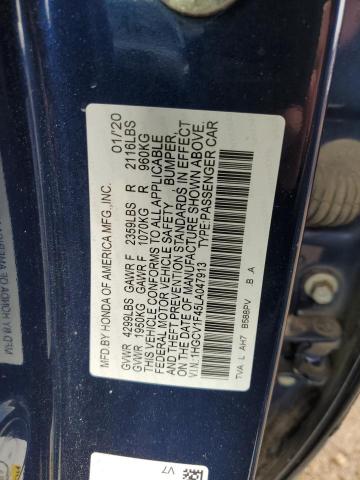 MFD.BY HONDA OF AMERICA MFG.,INC. 01/20
GVWR 4299LBS GAWR F 2359LBS R 2116LBS
GVWR 1950KG GAWR F 1070KG R 960KG
THIS VEHICLE CONFORMS TO ALL APPLICABLE
FEDERAL MOTOR VEHICLE SAFETY , BUMPER,
AND THEFT PREVENTION STANDARDS IN EFFECT
ON THE DATE OF MANUFACTURE SHOWN ABOVE.
V.I.N.:1HGCV1F45LA047913 TYPE:PASSENGER CAR
TVA L AH7 B588PV B A
V7